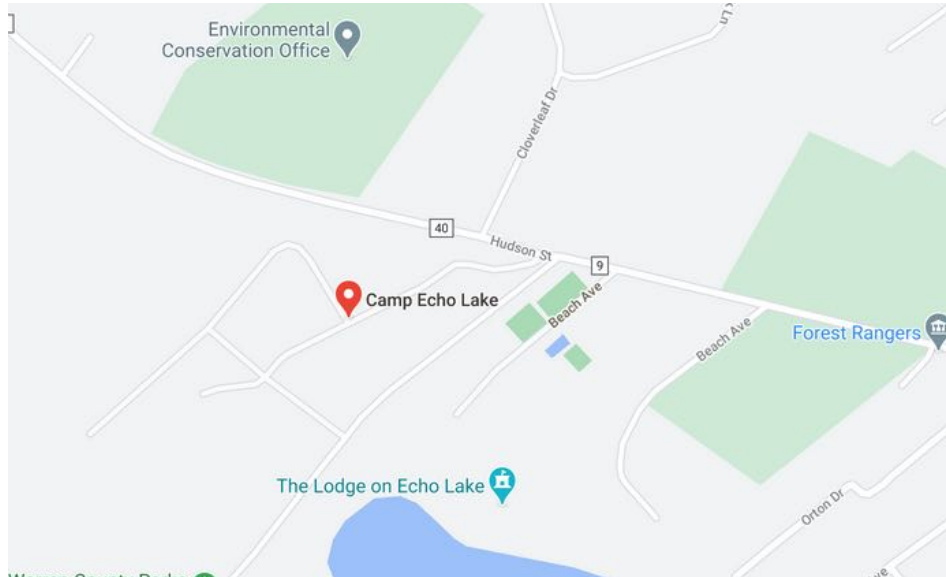 Environmental
Conservation Office
Ln
Cloverleaf Dr
40
Hudson St
9
Camp Echo Lake
Beach Ave
Beach Ave
Forest Rangers
The Lodge on Echo Lake
Orton Dr